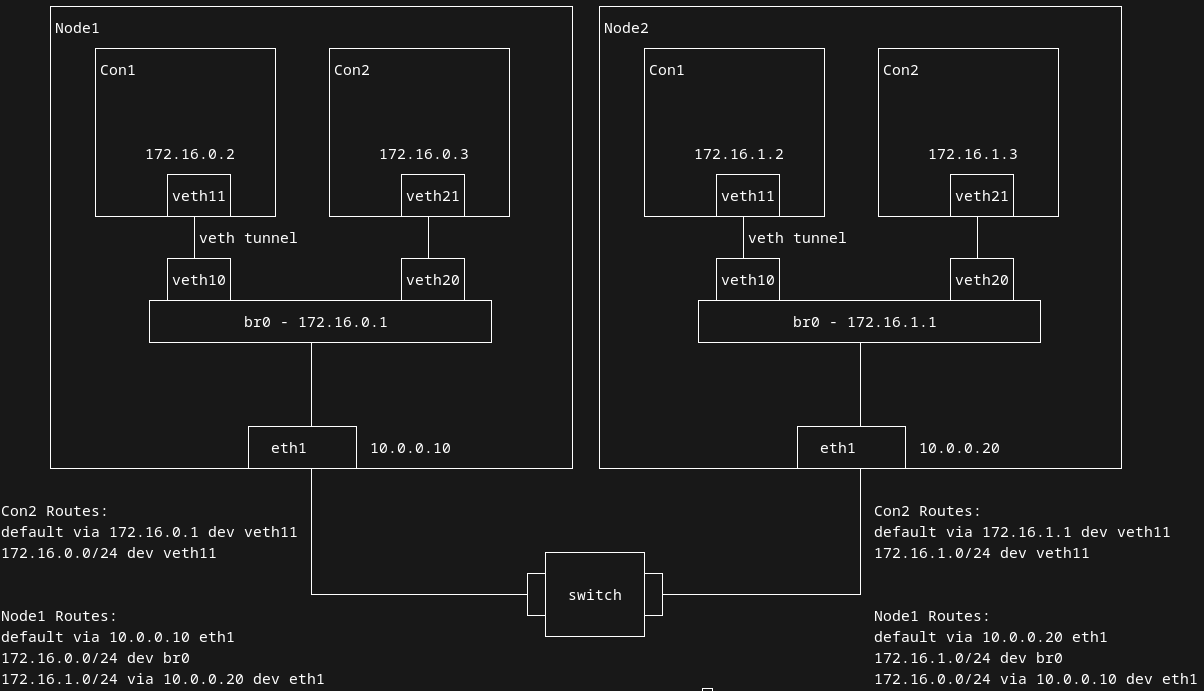 Node1
Con1
Con2
172.16.0.2
172.16.0.3
veth11
veth21
veth tunnel
veth10
veth20
br0 - 172.16.0.1
eth1
10.0.0.10
Node2
Con1
Con2
172.16.1.2
172.16.1.3
veth11
veth21
veth tunnel
veth10
veth20
br0 - 172.16.1.1
eth1
10.0.0.20
switch
Con2 Routes:
default via 172.16.0.1 dev veth11
172.16.0.0/24 dev veth11
Node1 Routes:
default via 10.0.0.10 eth1
172.16.0.0/24 dev br0
172.16.1.0/24 via 10.0.0.20 dev eth1
Con2 Routes:
default via 172.16.1.1 dev veth11
172.16.1.0/24 dev veth11
Node1 Routes:
default via 10.0.0.20 eth1
172.16.1.0/24 dev br0
172.16.0.0/24 via 10.0.0.10 dev eth1